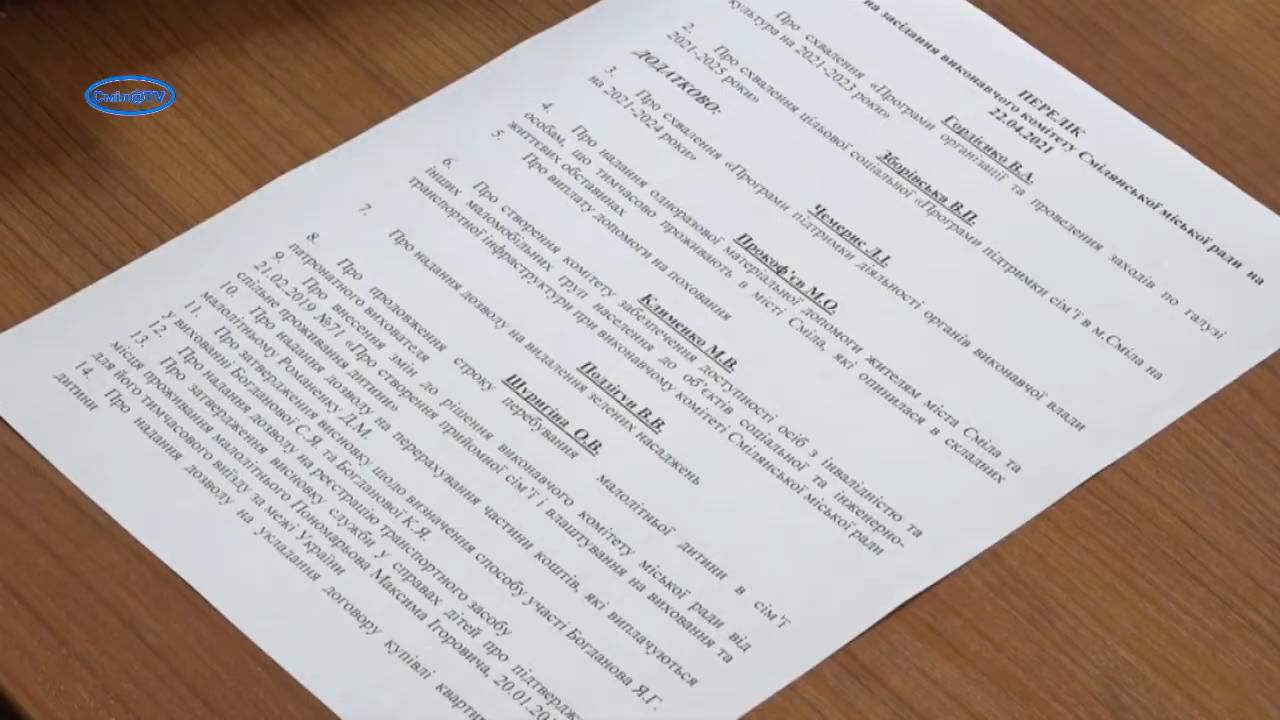 Сміл@TV
ПЕРЕЛІК
на засідання виконавчого комітету Смілянської міської ради на
22.04.2021
Гордієнко В.А.
Про схвалення «Програми організації та проведення заходів по галузі
культура на 2021-2023 роки»
Збарівська В.П.
2. Про схвалення цільової соціальної «Програми підтримки сім'ї в м.Сміла на
2021-2025 роки»
ДОДАТКОВО:
Чемерис Л.І.
3. Про схвалення «Програми підтримки діяльності органів виконавчої влади
на 2021-2024 роки»
Прокоф'єв М.О.
4. Про надання одноразової матеріальної допомоги жителям міста Сміла та
особам, що тимчасово проживають в місті Сміла, які опинилася в складних
життєвих обставинах
5. Про виплату допомоги на поховання
Клименко М.В.
6. Про створення комітету забезпечення доступності осіб з інвалідністю та
інших маломобільних груп населення до об'єктів соціальної та інженерно-
транспортної інфраструктури при виконавчому комітеті Смілянської міської ради
В.В.
7. Про надання дозволу на видалення зелених насаджень
Шуригіна О.В.
8. Про продовження строку перебування малолітньої дитини в сім'ї
патронатного вихователя
9. Про внесення змін до рішення виконавчого комітету міської ради від
21.02.2019 №71 «Про створення прийомної сім'ї і влаштування на виховання та
спільне проживання дитини»
10. Про надання дозволу на перерахування частини коштів, які виплачуються
малолітньому Романенку Д.М.
11. Про затвердження висновку щодо визначення способу участі Богданова Я.Г.
у вихованні Богданової С.Я. та Богданової К.Я.
12. Про надання дозволу на реєстрацію транспортного засобу
13. Про затвердження висновку служби у справах дітей про підтвердж
місця проживання малолітнього Пономарьова Максима Ігоровича, 20.01.20
для його тимчасового виїзду за межі України
14. Про надання дозволу на укладання договору купівлі квартир
дитини